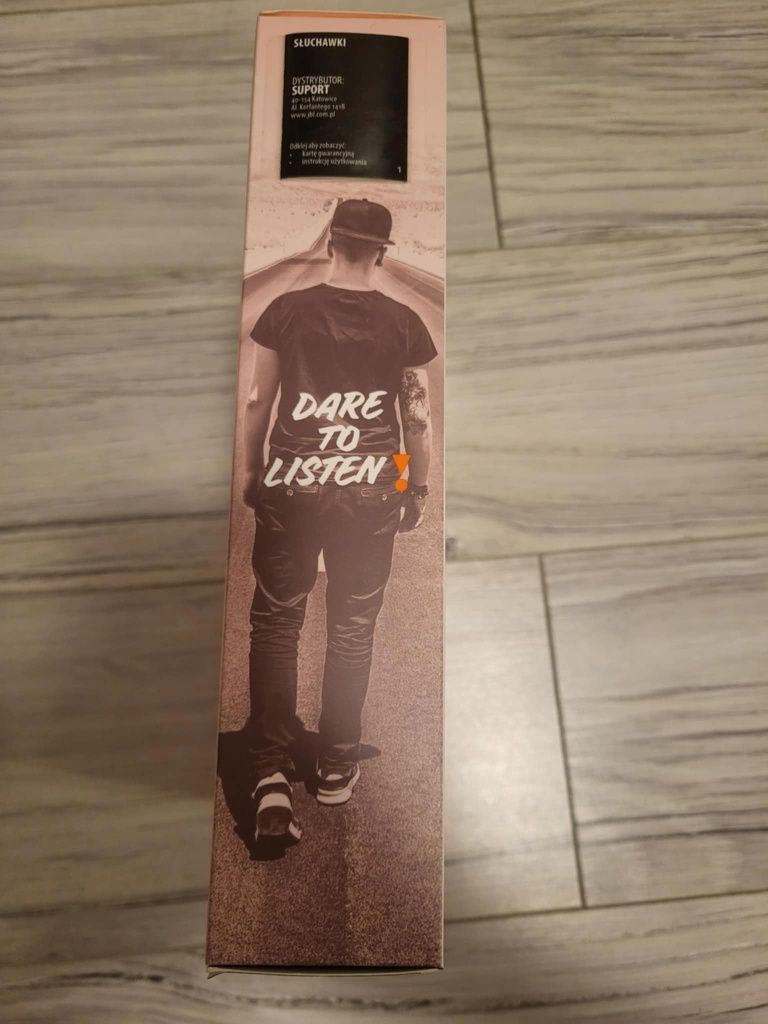 SŁUCHAWKI
DYSTRYBUTOR:
SUPORT
40-154 Katowice
Al. Korfantego 141B
www.jbl.com.pl
Odklej aby zobaczyć:
· kartę gwarancyjną
· instrukcję użytkowania
1
DARE
TO
LISTEN!